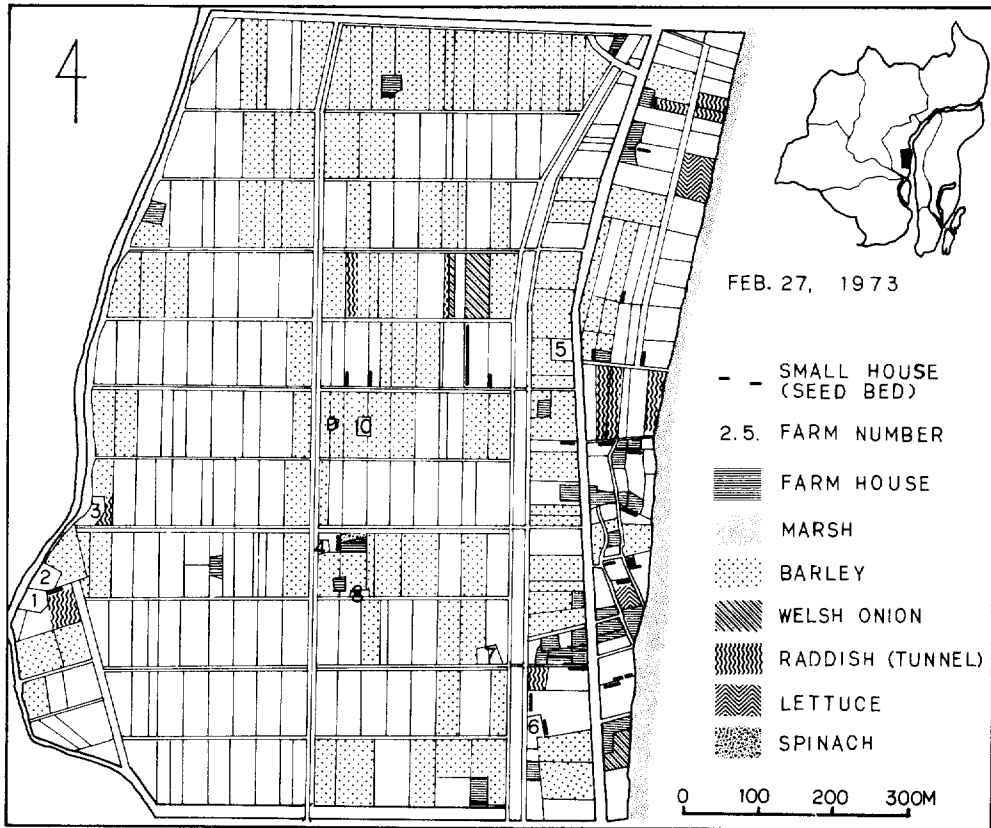 4
FEB. 27, 1973
SMALL HOUSE
(SEED BED)
2.5. FARM NUMBER
FARM HOUSE
MARSH
BARLEY
WELSH ONION
RADDISH (TUNNEL)
LETTUCE
SPINACH
0 100 200 300M
5
9 10
3
4
2
1
8
7
6